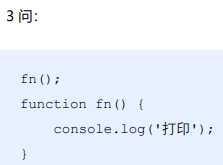 3 问：
fn();
function fn() {
    console.log('打印');
}